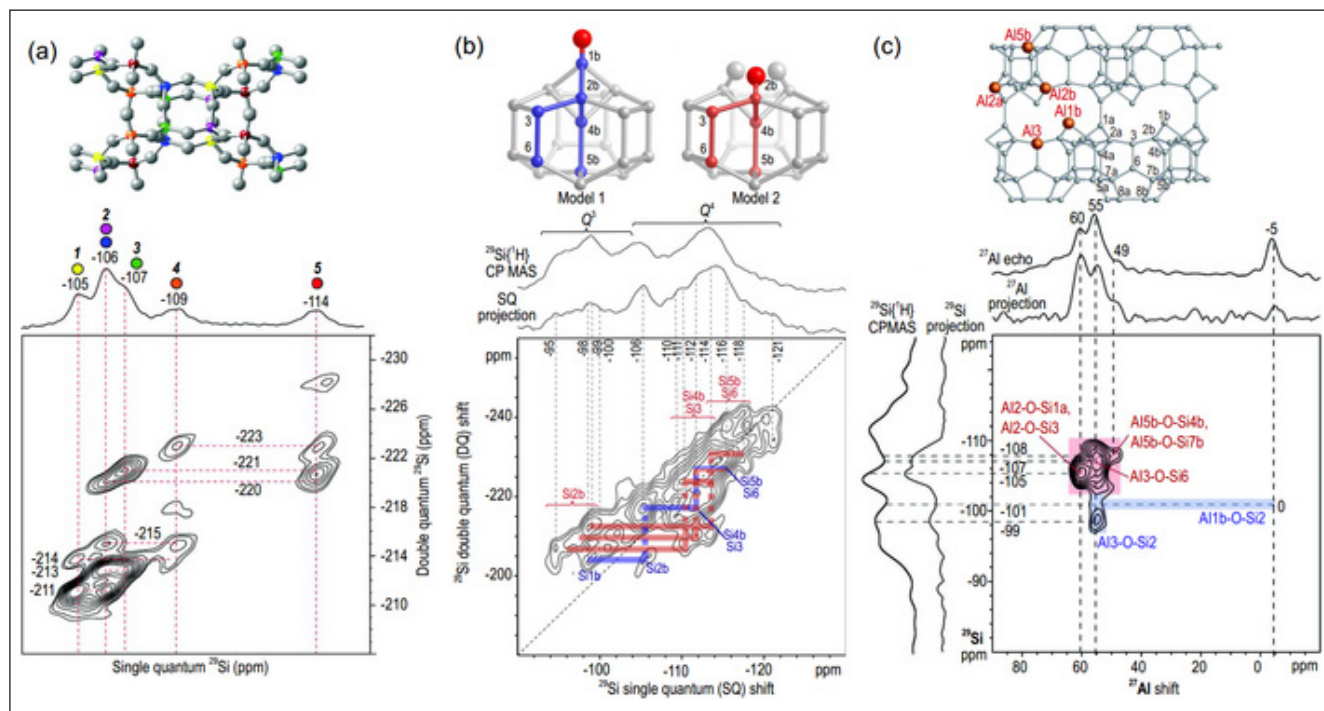 (a)
1
2
3
4
5
-105
-106
-107
-109
-114
-230
-226
-222
-218
-214
-210
Double quantum ²⁹Si (ppm)
-223
-221
-220
-215
-214
-213
-211
Single quantum ²⁹Si (ppm)
(b)
1b
2b
3
4b
6
5b
Model 1
2b
3
4b
6
5b
Model 2
Q³
Q⁴
²⁹Si{¹H}
CP MAS
SQ
projection
ppm
-95
-98
-99
-100
-106
-110
-111
-112
-114
-116
-118
-121
Si5b
Si6
Si4b
Si3
Si2b
Si5b
Si6
Si4b
Si3
Si1b
Si2b
-240
-220
-200
²⁹Si double quantum (DQ) shift
-100
-110
-120
ppm
²⁹Si single quantum (SQ) shift
(c)
Al5b
Al2a
Al2b
Al1b
Al3
1a
2a
3
2b
1b
4a
6
4b
7a
7b
5a
8a
8b
5b
60
55
49
-5
²⁷Al echo
²⁷Al
projection
²⁹Si{¹H}
CPMAS
²⁹Si
projection
ppm
Al2-O-Si1a,
Al2-O-Si3
Al5b-O-Si4b,
Al5b-O-Si7b
Al3-O-Si6
Al1b-O-Si2
Al3-O-Si2
-108
-107
-105
-101
-99
-110
-100
-90
0
²⁹Si
ppm
80
60
40
20
0
ppm
²⁷Al shift